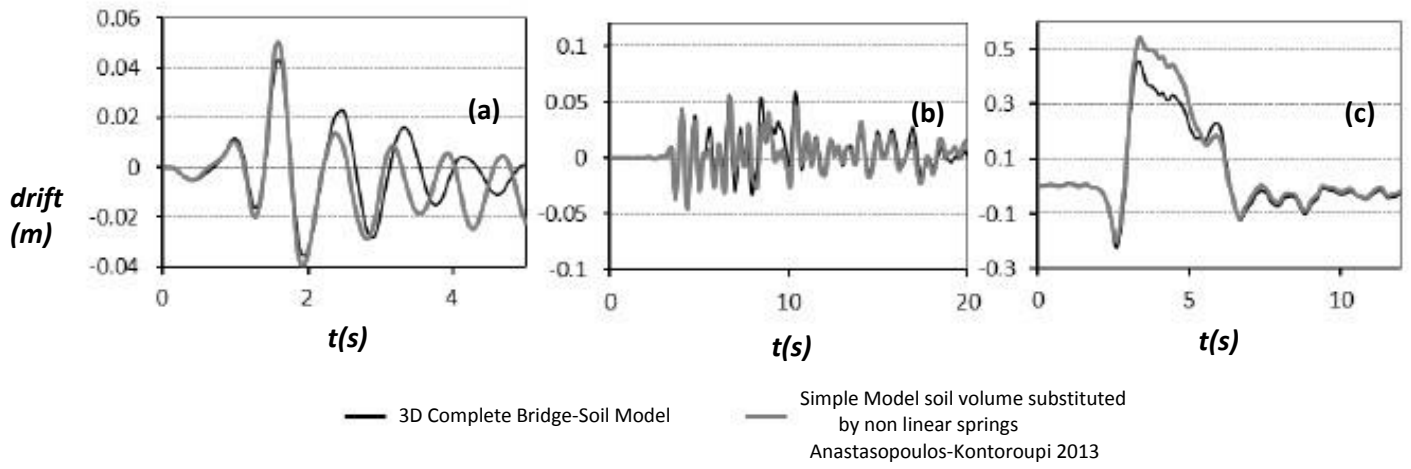 0.06
0.04
0.02
0
-0.02
-0.04
0 2 4
(a)
t(s)
drift
(m)
0.1
0.05
0
-0.05
-0.1
0 10 20
(b)
t(s)
0.5
0.3
0.1
-0.1
-0.3
0 5 10
(c)
t(s)
3D Complete Bridge-Soil Model
Simple Model soil volume substituted
by non linear springs
Anastasopoulos-Kontoroupi 2013